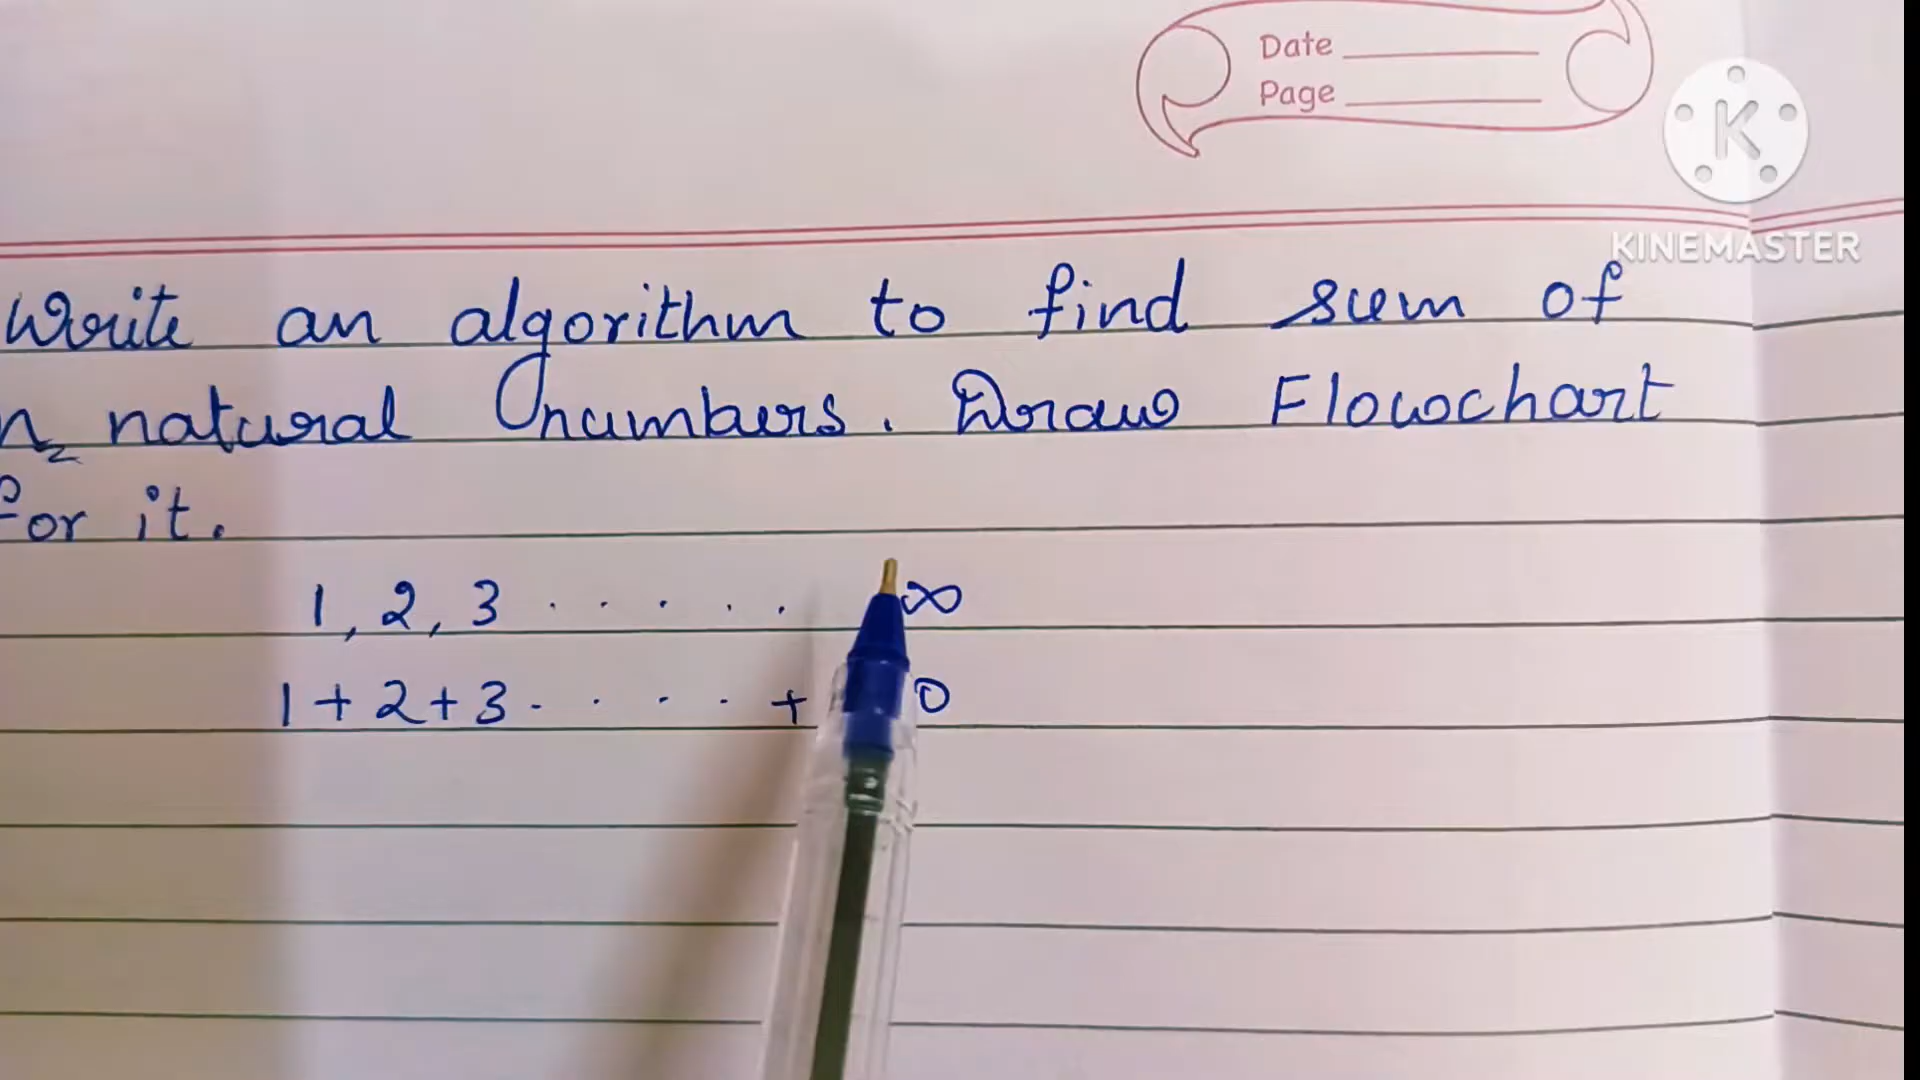 Date
Page
KINEMASTER
Write an algorithm to find sum of
n natural numbers. Draw Flowchart
for it.
1, 2, 3 . . . . . ∞
1 + 2 + 3 - . . . + 0